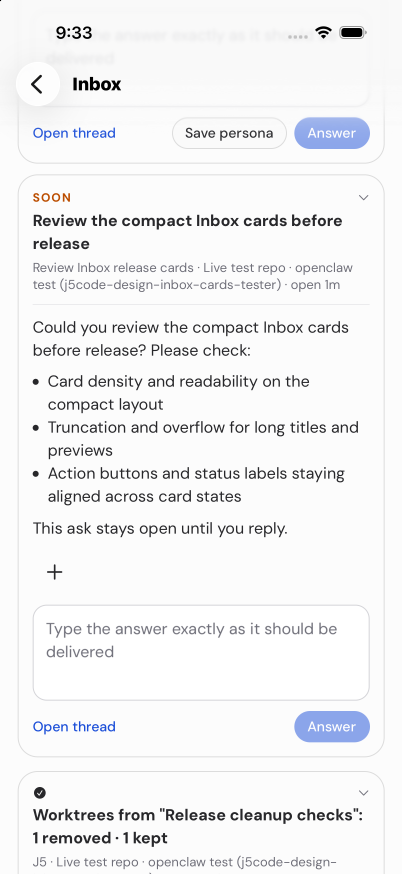 9:33
Inbox
Open thread
Save persona
Answer
SOON
Review the compact Inbox cards before
release
Review Inbox release cards · Live test repo · openclaw
test (j5code-design-inbox-cards-tester) · open 1m
Could you review the compact Inbox cards
before release? Please check:
• Card density and readability on the
compact layout
• Truncation and overflow for long titles and
previews
• Action buttons and status labels staying
aligned across card states
This ask stays open until you reply.
+
Type the answer exactly as it should be
delivered
Open thread
Answer
Worktrees from "Release cleanup checks":
1 removed · 1 kept
J5 · Live test repo · openclaw test (j5code-design-